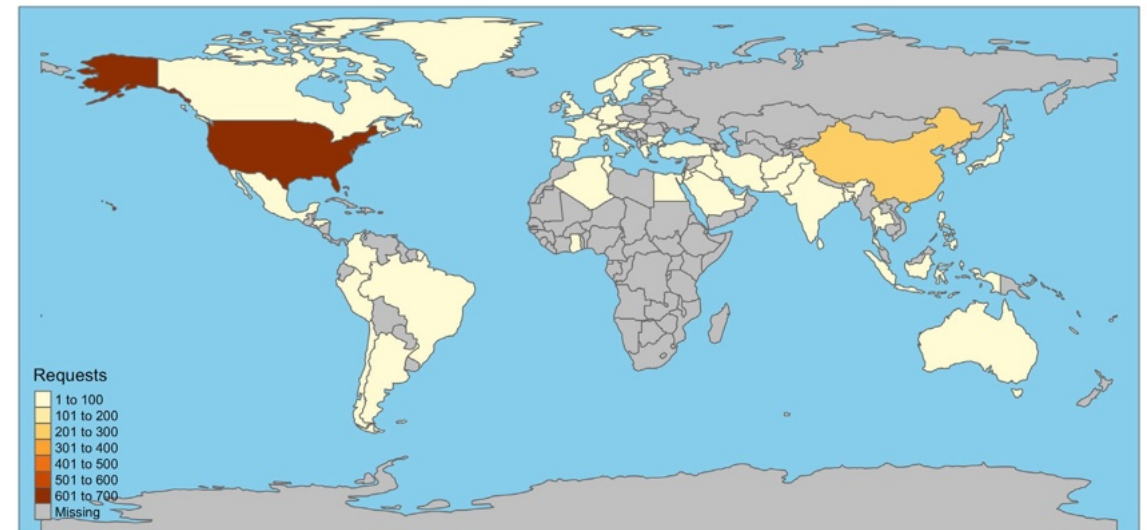 Requests
1 to 100
101 to 200
201 to 300
301 to 400
401 to 500
501 to 600
601 to 700
Missing